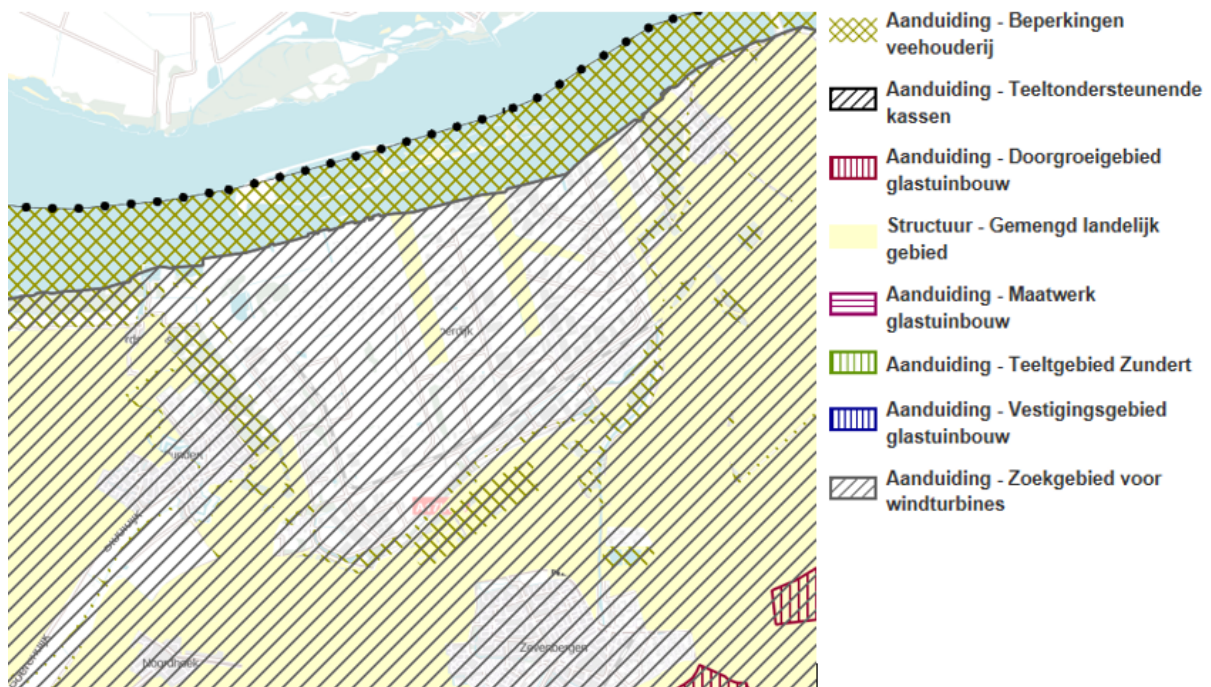 Aanduiding - Beperkingen
veehouderij
Aanduiding - Teeltondersteunende
kassen
Aanduiding - Doorgroeigebied
glastuinbouw
Structuur - Gemengd landelijk
gebied
Aanduiding - Maatwerk
glastuinbouw
Aanduiding - Teeltgebied Zundert
Aanduiding - Vestigingsgebied
glastuinbouw
Aanduiding - Zoekgebied voor
windturbines
Zevenbergen
Noordhoek